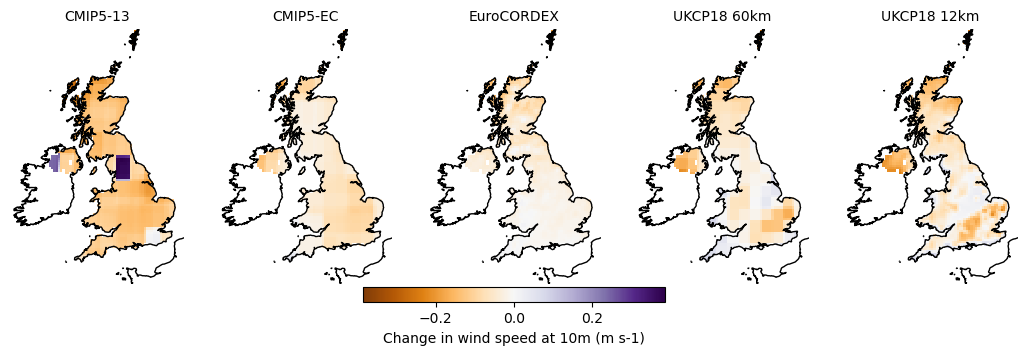 CMIP5-13
CMIP5-EC
EuroCORDEX
UKCP18 60km
UKCP18 12km
−0.2
0.0
0.2
Change in wind speed at 10m (m s-1)